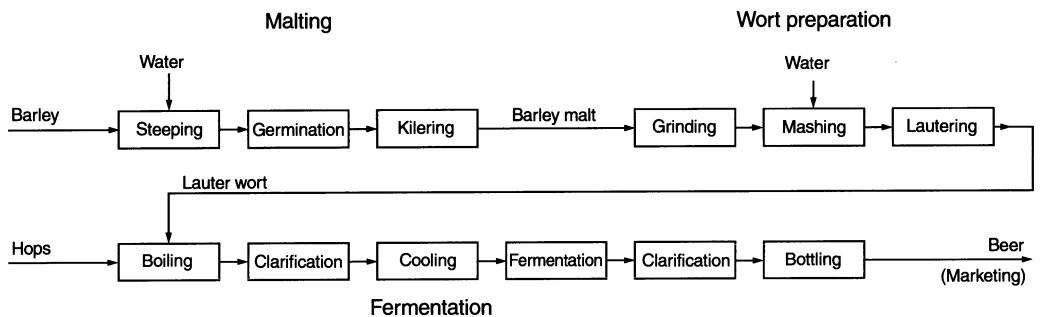 Malting
Wort preparation
Water
Water
Barley
Steeping
Germination
Kilering
Barley malt
Grinding
Mashing
Lautering
Lauter wort
Hops
Boiling
Clarification
Cooling
Fermentation
Clarification
Bottling
Beer
(Marketing)
Fermentation